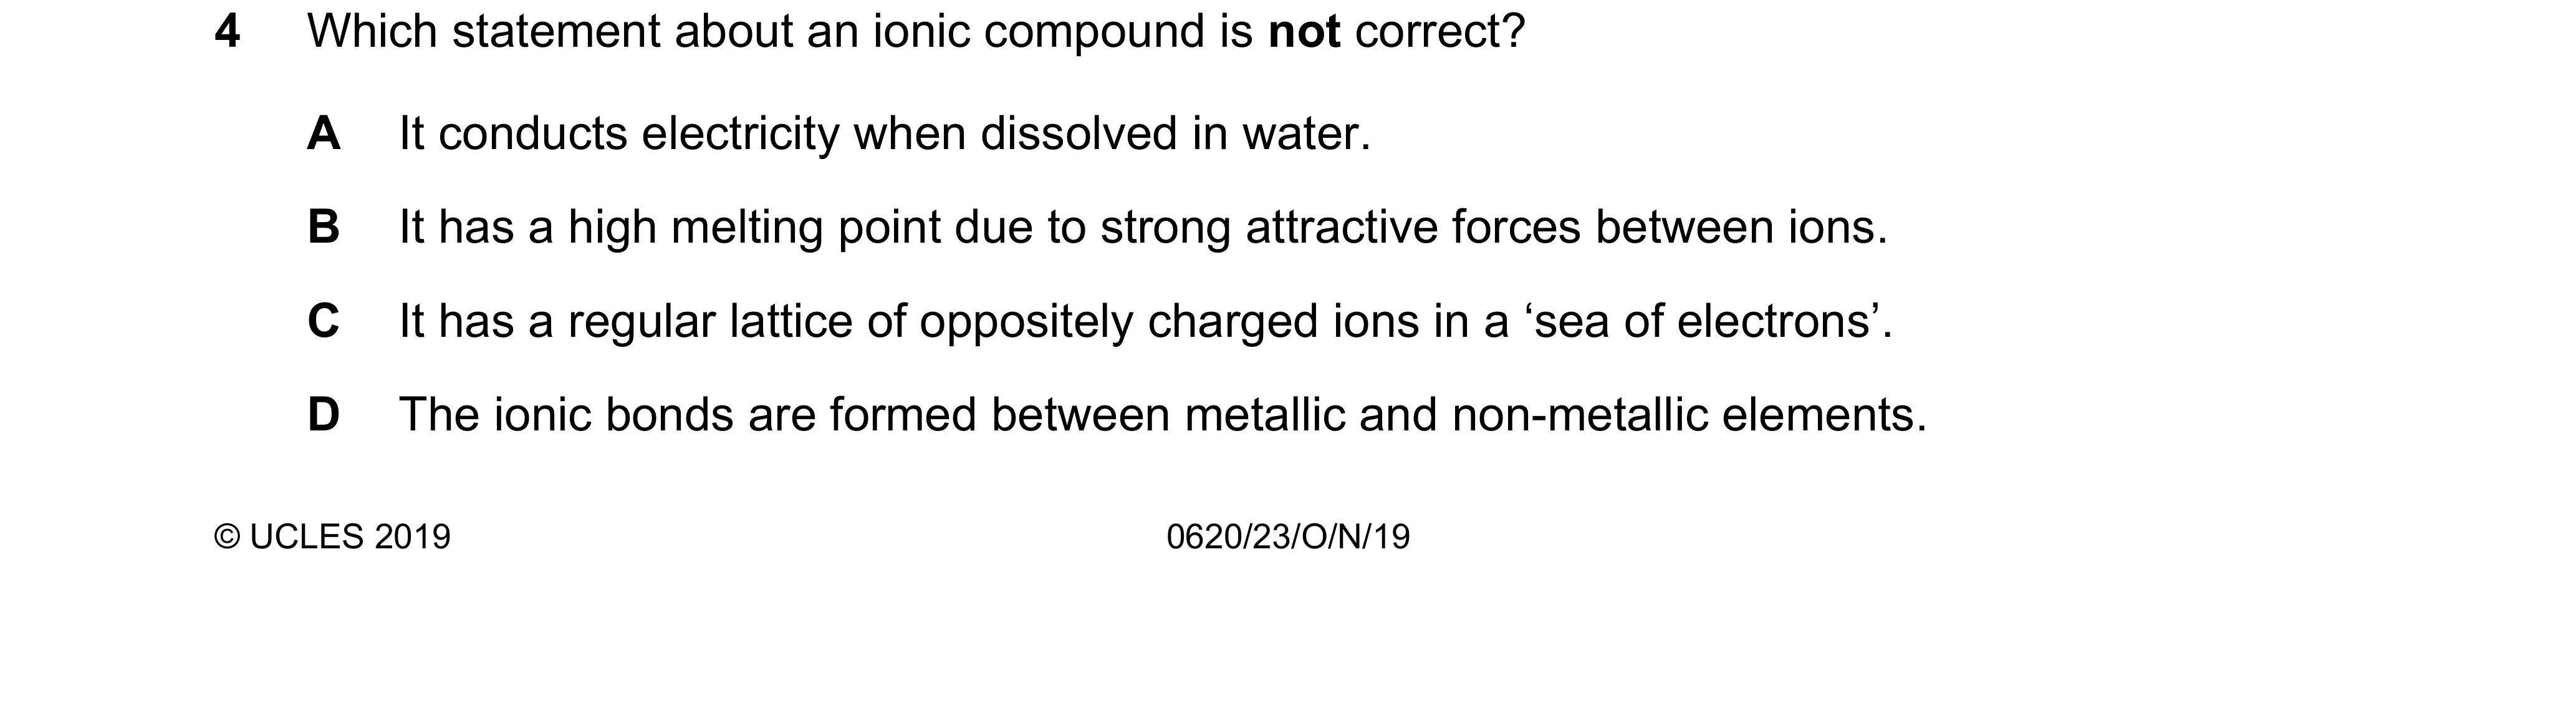 4 Which statement about an ionic compound is not correct?
A It conducts electricity when dissolved in water.
B It has a high melting point due to strong attractive forces between ions.
C It has a regular lattice of oppositely charged ions in a ‘sea of electrons’.
D The ionic bonds are formed between metallic and non-metallic elements.
© UCLES 2019 0620/23/O/N/19